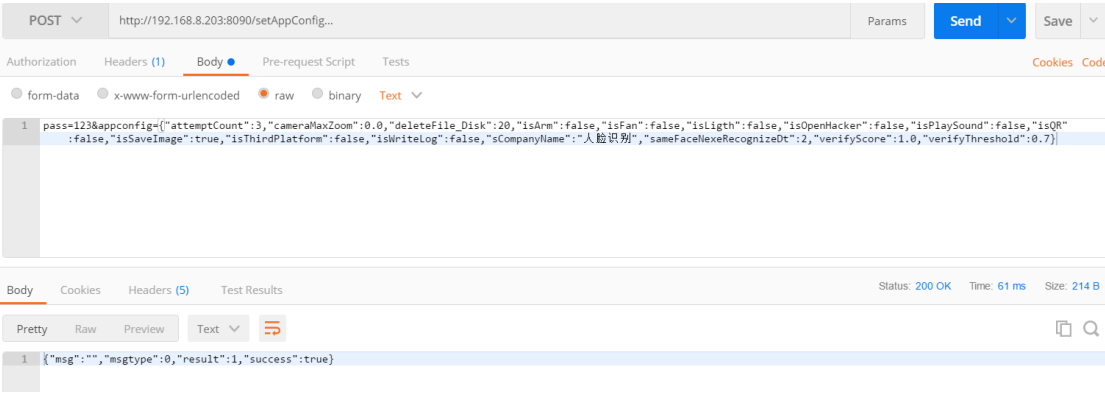 POST http://192.168.8.203:8090/setAppConfig... Params Send Save
Authorization Headers (1) Body Pre-request Script Tests Cookies Code
form-data x-www-form-urlencoded raw binary Text
1 pass=123&appconfig={"attemptCount":3,"cameraMaxZoom":0.0,"deleteFile_Disk":20,"isArm":false,"isFan":false,"isLigth":false,"isOpenHacker":false,"isPlaySound":false,"isQR"
:false,"isSaveImage":true,"isThirdPlatform":false,"isWriteLog":false,"sCompanyName":"人脸识别","sameFaceNexeRecognizeDt":2,"verifyScore":1.0,"verifyThreshold":0.7}
Body Cookies Headers (5) Test Results Status: 200 OK Time: 61 ms Size: 214 B
Pretty Raw Preview Text
1 {"msg":"","msgtype":0,"result":1,"success":true}